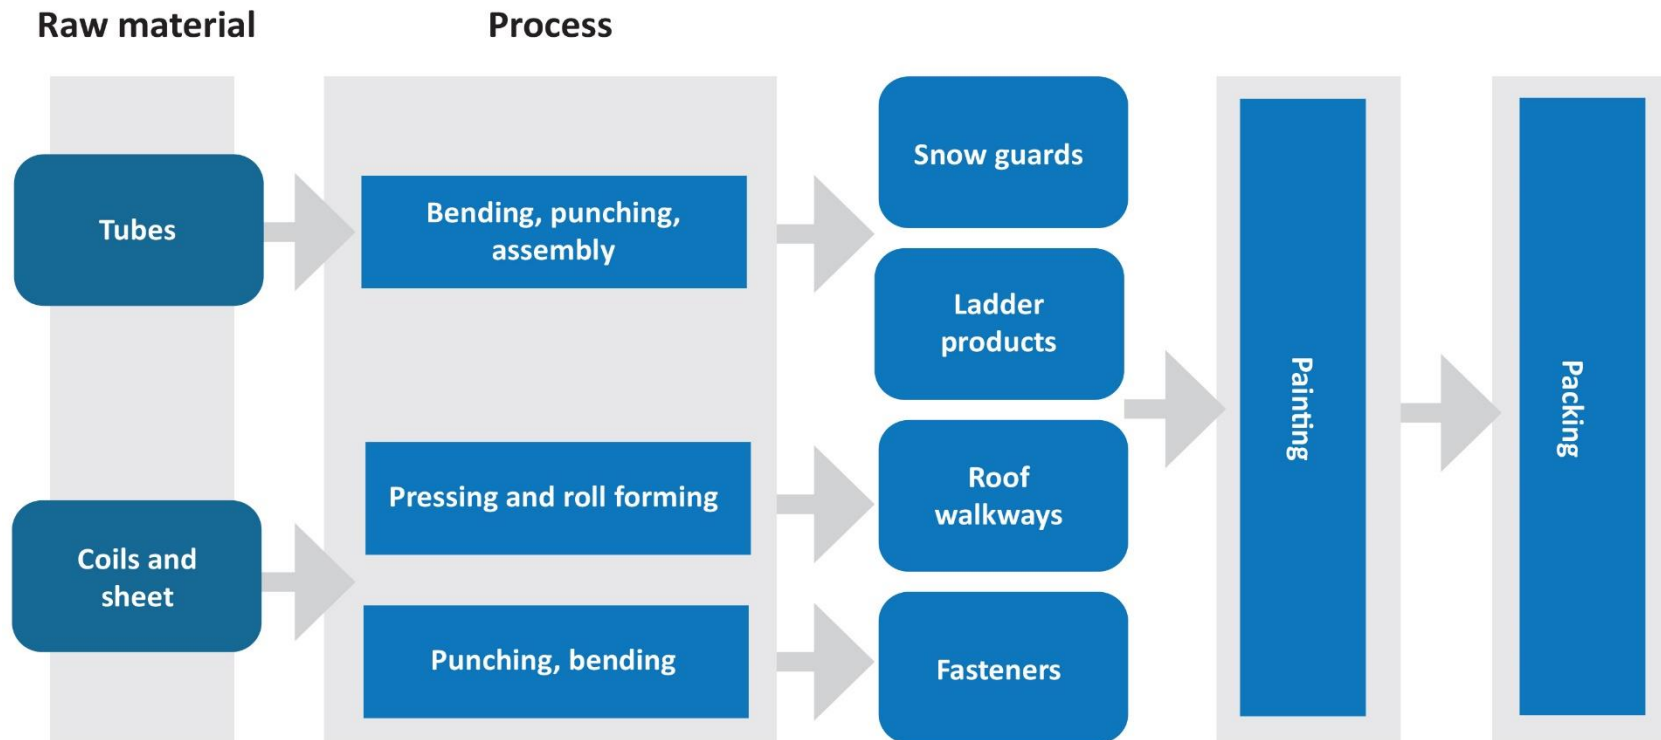 Raw material
Process
Tubes
Bending, punching,
assembly
Snow guards
Ladder
products
Coils and
sheet
Pressing and roll forming
Roof
walkways
Punching, bending
Fasteners
Painting
Packing